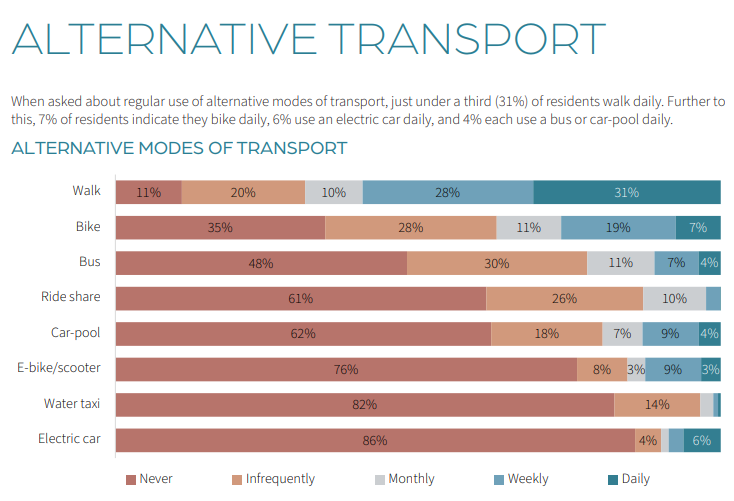 ALTERNATIVE TRANSPORT
When asked about regular use of alternative modes of transport, just under a third (31%) of residents walk daily. Further to
this, 7% of residents indicate they bike daily, 6% use an electric car daily, and 4% each use a bus or car-pool daily.
ALTERNATIVE MODES OF TRANSPORT
Walk 11% 20% 10% 28% 31%
Bike 35% 28% 11% 19% 7%
Bus 48% 30% 11% 7% 4%
Ride share 61% 26% 10%
Car-pool 62% 18% 7% 9% 4%
E-bike/scooter 76% 8% 3% 9% 3%
Water taxi 82% 14%
Electric car 86% 4% 6%
Never Infrequently Monthly Weekly Daily